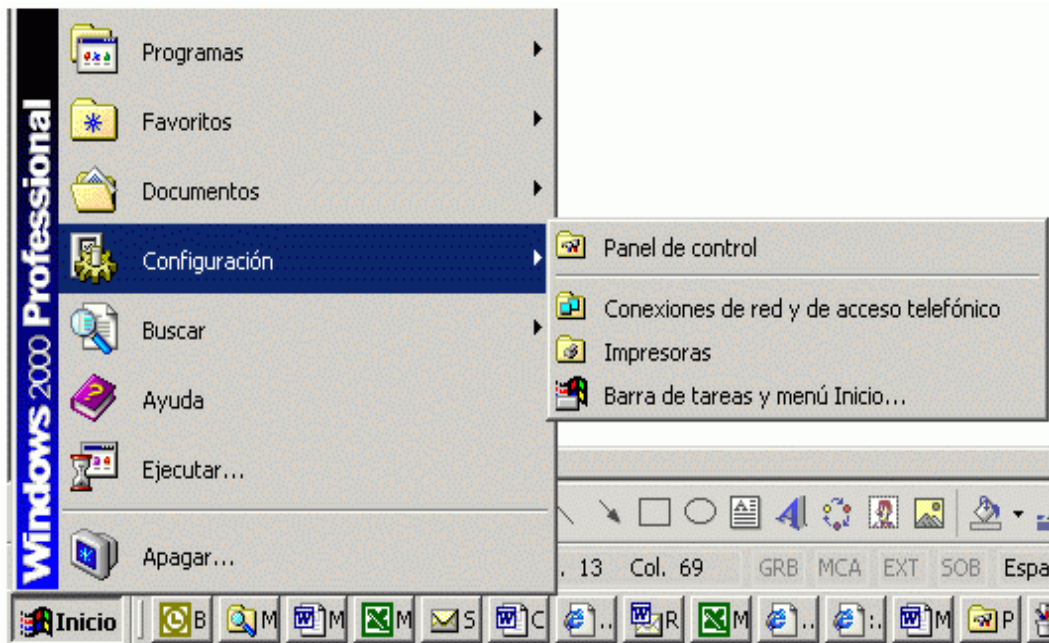 Windows 2000 Professional
Programas
Favoritos
Documentos
Configuración
Buscar
Ayuda
Ejecutar...
Apagar...
Panel de control
Conexiones de red y de acceso telefónico
Impresoras
Barra de tareas y menú Inicio...
. 13 Col. 69 GRB MCA EXT SOB Espa
Inicio B M M M S C .. R M .. :. M P